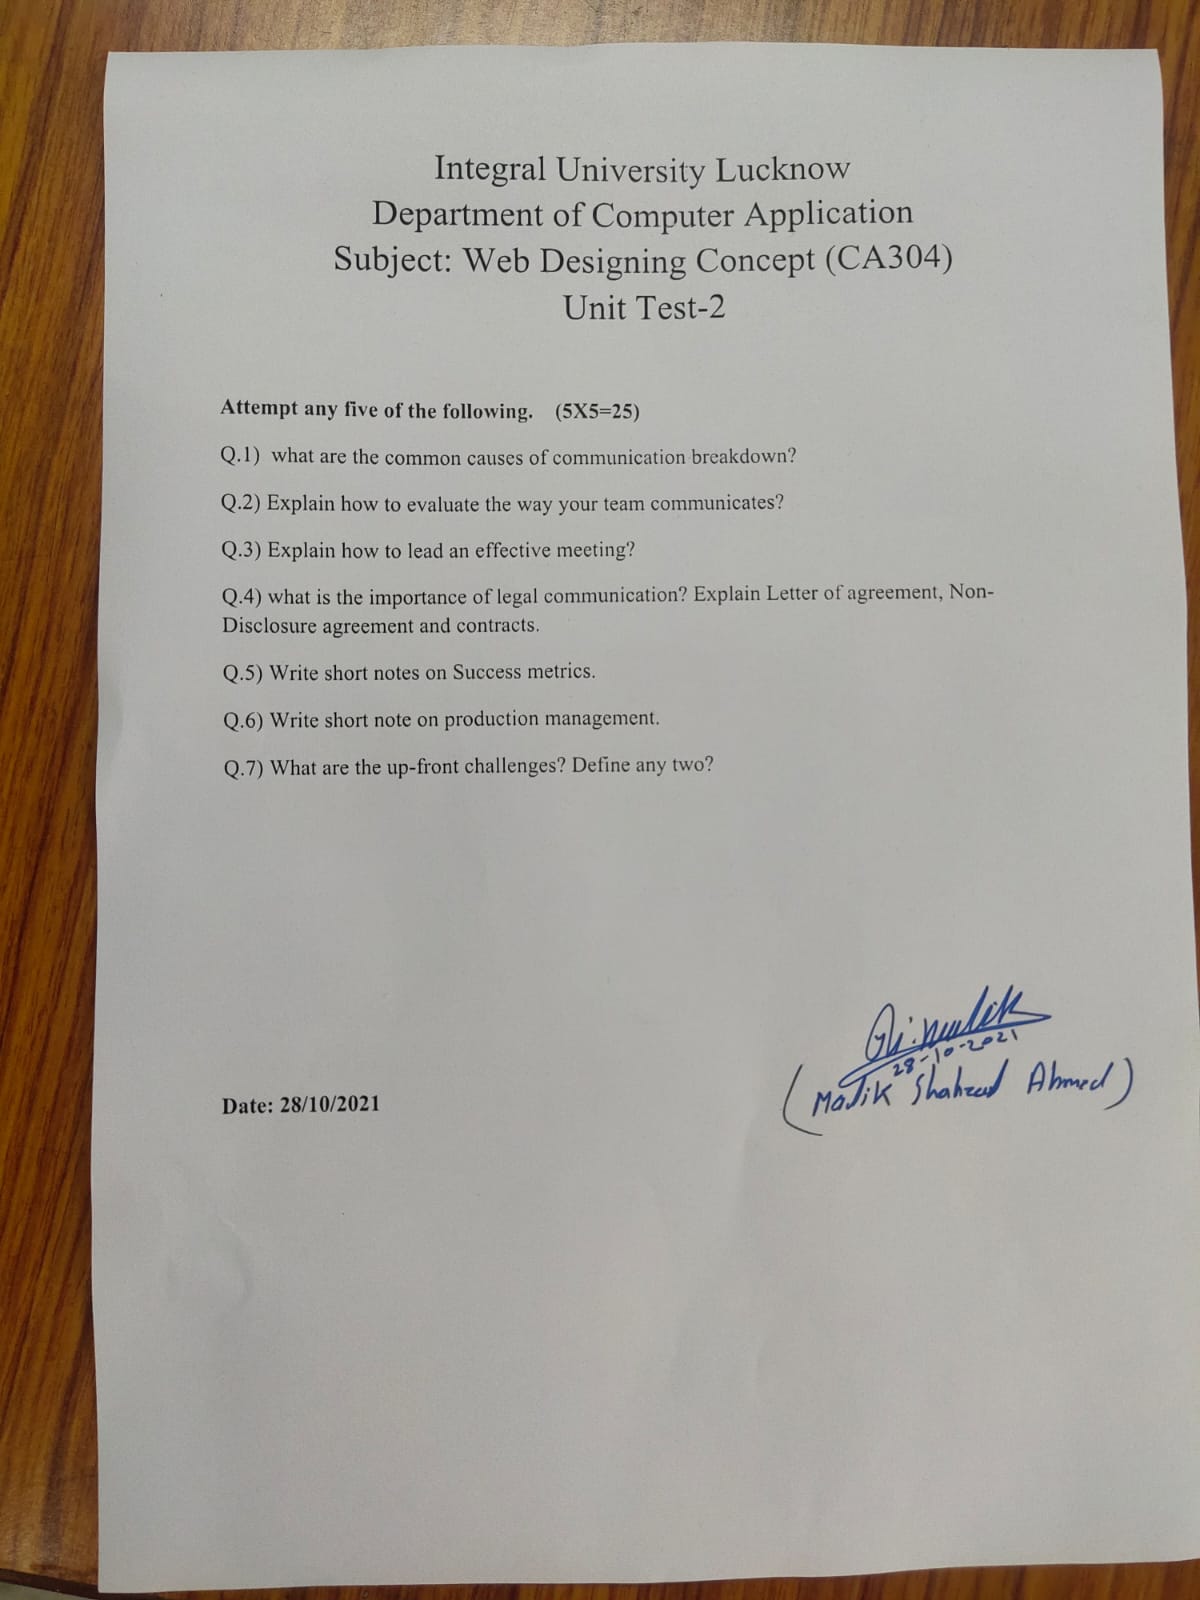 Integral University Lucknow
Department of Computer Application
Subject: Web Designing Concept (CA304)
Unit Test-2
Attempt any five of the following. (5X5=25)
Q.1) what are the common causes of communication breakdown?
Q.2) Explain how to evaluate the way your team communicates?
Q.3) Explain how to lead an effective meeting?
Q.4) what is the importance of legal communication? Explain Letter of agreement, Non-
Disclosure agreement and contracts.
Q.5) Write short notes on Success metrics.
Q.6) Write short note on production management.
Q.7) What are the up-front challenges? Define any two?
28-10-2021
(Malik Shahzad Ahmed)
Date: 28/10/2021